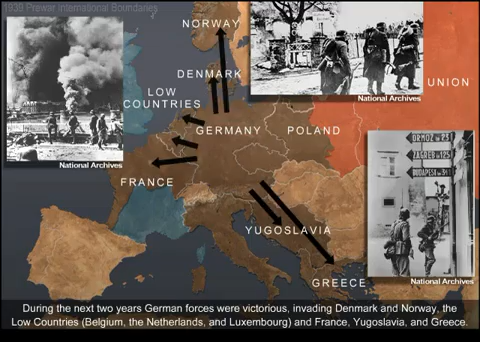 1939 Prewar International Boundaries
NORWAY
DENMARK
LOW
COUNTRIES
UNION
National Archives
GERMANY
POLAND
National Archives
FRANCE
ORMOZ
ZAGREB
BUDAPEST
YUGOSLAVIA
GREECE
National Archives
During the next two years German forces were victorious, invading Denmark and Norway, the
Low Countries (Belgium, the Netherlands, and Luxembourg) and France, Yugoslavia, and Greece.